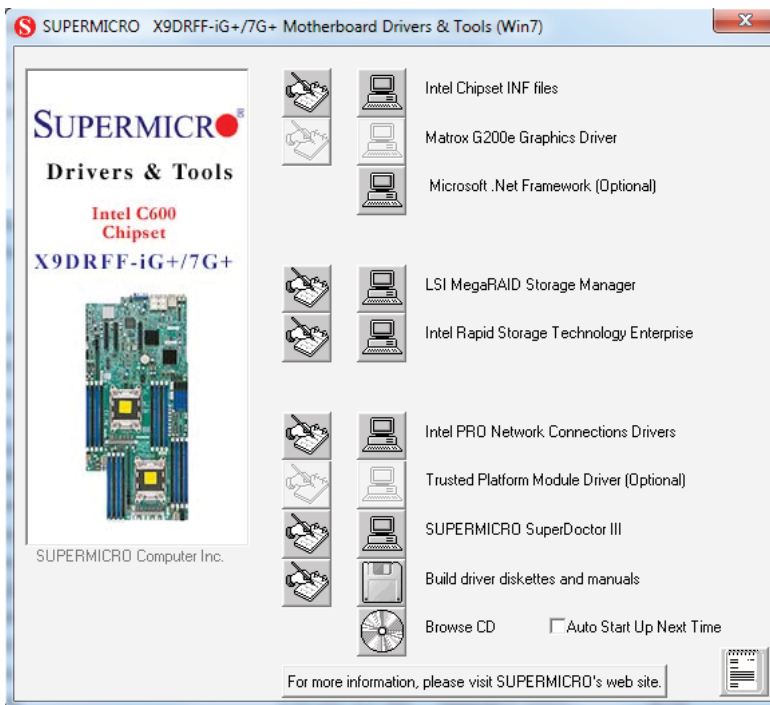 SUPERMICRO X9DRFF-iG+/7G+ Motherboard Drivers & Tools (Win7)
SUPERMICRO®
Drivers & Tools
Intel C600
Chipset
X9DRFF-iG+/7G+
SUPERMICRO Computer Inc.
Intel Chipset INF files
Matrox G200e Graphics Driver
Microsoft .Net Framework (Optional)
LSI MegaRAID Storage Manager
Intel Rapid Storage Technology Enterprise
Intel PRO Network Connections Drivers
Trusted Platform Module Driver (Optional)
SUPERMICRO SuperDoctor III
Build driver diskettes and manuals
Browse CD Auto Start Up Next Time
For more information, please visit SUPERMICRO's web site.